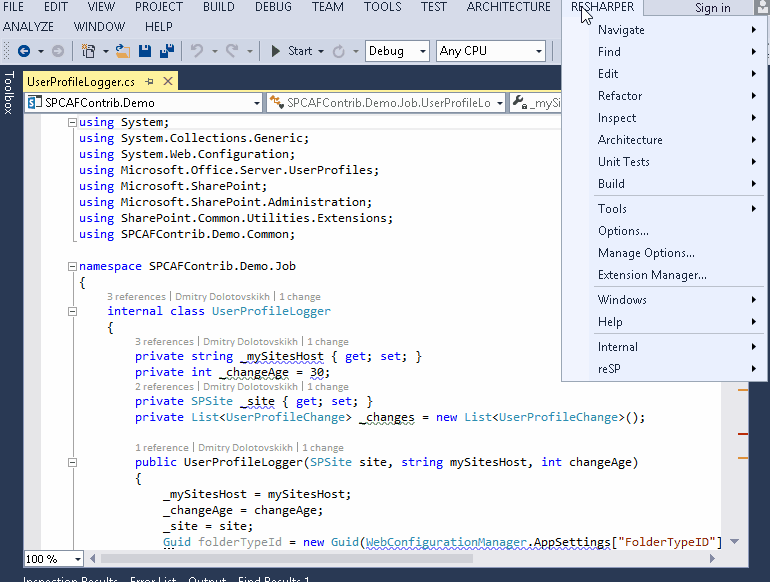 FILE EDIT VIEW PROJECT BUILD DEBUG TEAM TOOLS TEST ARCHITECTURE RESHARPER Sign in
ANALYZE WINDOW HELP
Start Debug Any CPU
Toolbox
UserProfileLogger.cs
SPCAFContrib.Demo SPCAFContrib.Demo.Job.UserProfileLo _mySi
using System;
using System.Collections.Generic;
using System.Web.Configuration;
using Microsoft.Office.Server.UserProfiles;
using Microsoft.SharePoint;
using Microsoft.SharePoint.Administration;
using SharePoint.Common.Utilities.Extensions;
using SPCAFContrib.Demo.Common;
namespace SPCAFContrib.Demo.Job
{
3 references | Dmitry Dolotovskikh | 1 change
internal class UserProfileLogger
{
3 references | Dmitry Dolotovskikh | 1 change
private string _mySitesHost { get; set; }
private int _changeAge = 30;
2 references | Dmitry Dolotovskikh | 1 change
private SPSite _site { get; set; }
private List<UserProfileChange> _changes = new List<UserProfileChange>();
1 reference | Dmitry Dolotovskikh | 1 change
public UserProfileLogger(SPSite site, string mySitesHost, int changeAge)
{
_mySitesHost = mySitesHost;
_changeAge = changeAge;
_site = site;
Guid folderTypeId = new Guid(WebConfigurationManager.AppSettings["FolderTypeID"]
100 %
Inspection Results Error List Output Find Results 1
Navigate
Find
Edit
Refactor
Inspect
Architecture
Unit Tests
Build
Tools
Options...
Manage Options...
Extension Manager...
Windows
Help
Internal
reSP